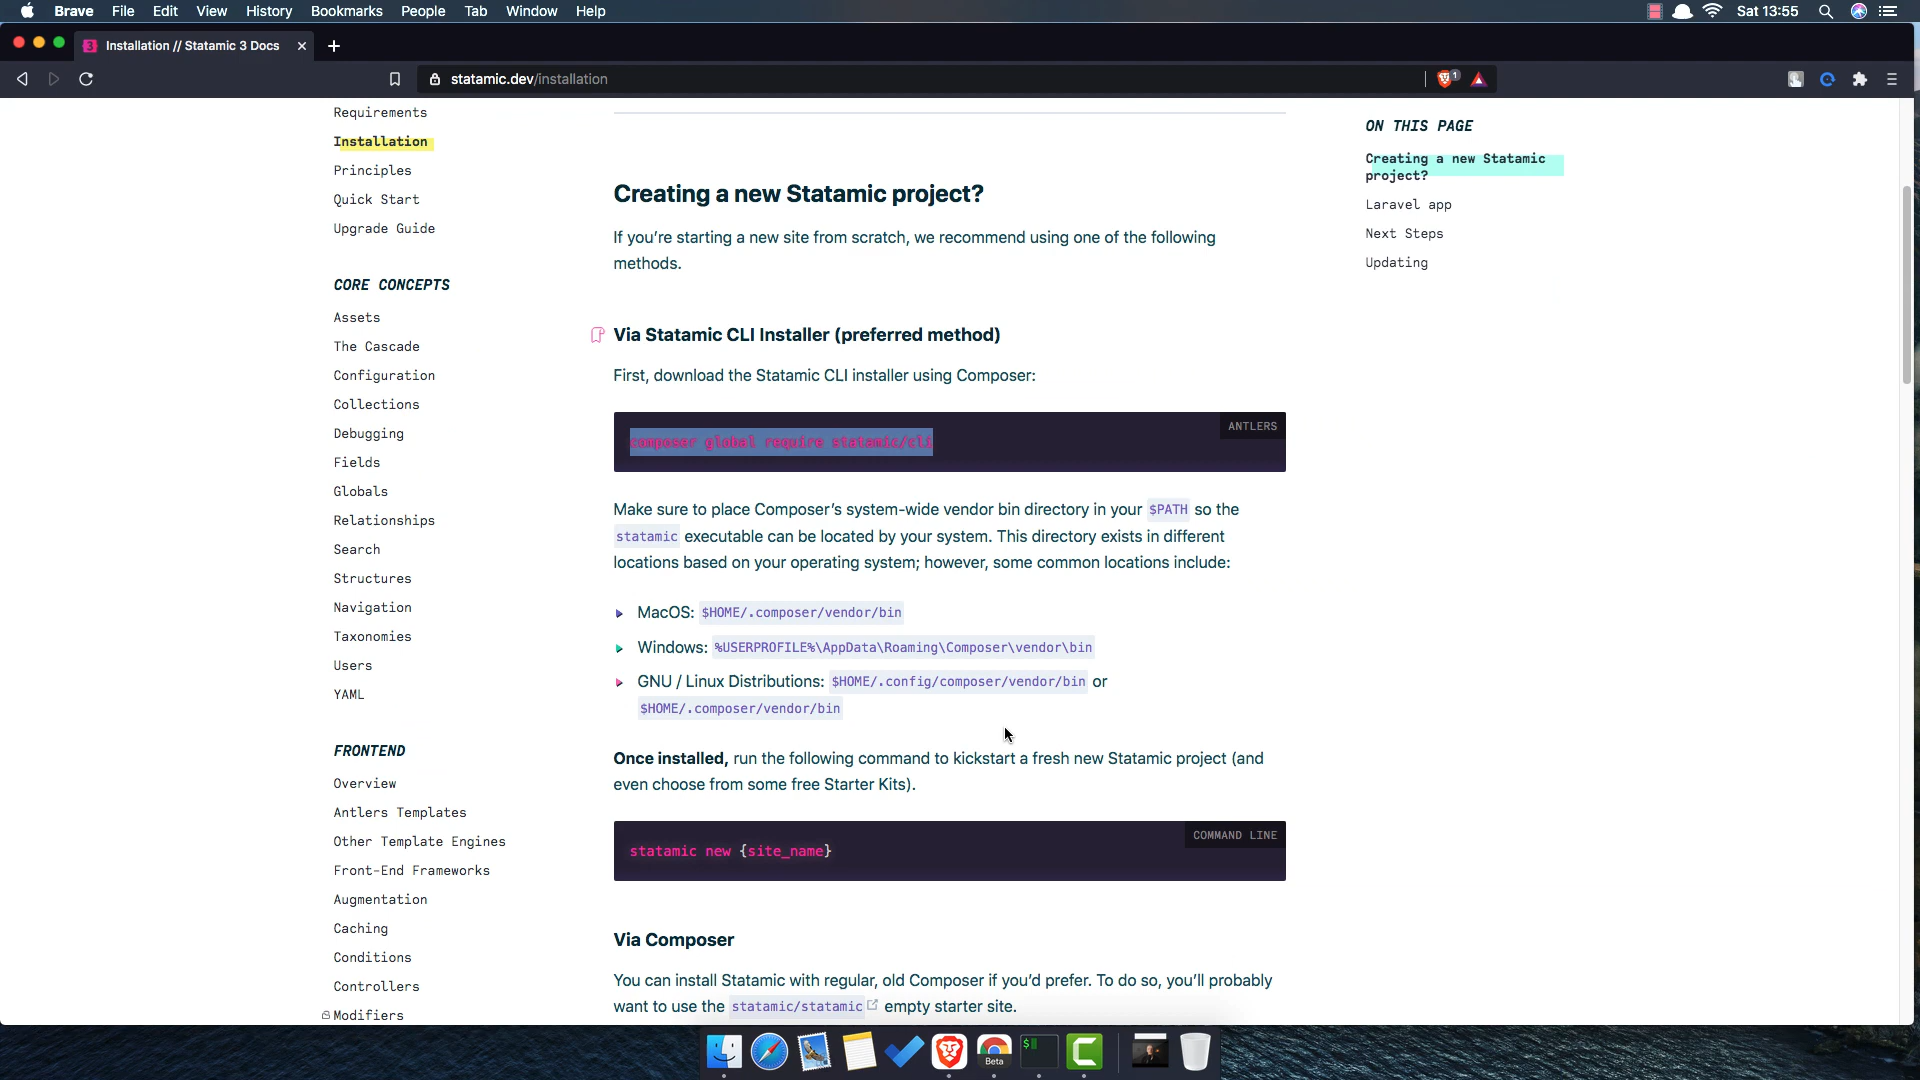 Brave File Edit View History Bookmarks People Tab Window Help
Sat 13:55
Installation // Statamic 3 Docs
statamic.dev/installation
1
Requirements
Installation
Principles
Quick Start
Upgrade Guide
CORE CONCEPTS
Assets
The Cascade
Configuration
Collections
Debugging
Fields
Globals
Relationships
Search
Structures
Navigation
Taxonomies
Users
YAML
FRONTEND
Overview
Antlers Templates
Other Template Engines
Front-End Frameworks
Augmentation
Caching
Conditions
Controllers
Modifiers
Creating a new Statamic project?
If you’re starting a new site from scratch, we recommend using one of the following
methods.
Via Statamic CLI Installer (preferred method)
First, download the Statamic CLI installer using Composer:
ANTLERS
composer global require statamic/cli
Make sure to place Composer’s system-wide vendor bin directory in your $PATH so the
statamic executable can be located by your system. This directory exists in different
locations based on your operating system; however, some common locations include:
MacOS: $HOME/.composer/vendor/bin
Windows: %USERPROFILE%\AppData\Roaming\Composer\vendor\bin
GNU / Linux Distributions: $HOME/.config/composer/vendor/bin or
$HOME/.composer/vendor/bin
Once installed, run the following command to kickstart a fresh new Statamic project (and
even choose from some free Starter Kits).
COMMAND LINE
statamic new {site_name}
Via Composer
You can install Statamic with regular, old Composer if you’d prefer. To do so, you’ll probably
want to use the statamic/statamic empty starter site.
ON THIS PAGE
Creating a new Statamic
project?
Laravel app
Next Steps
Updating
Beta
$